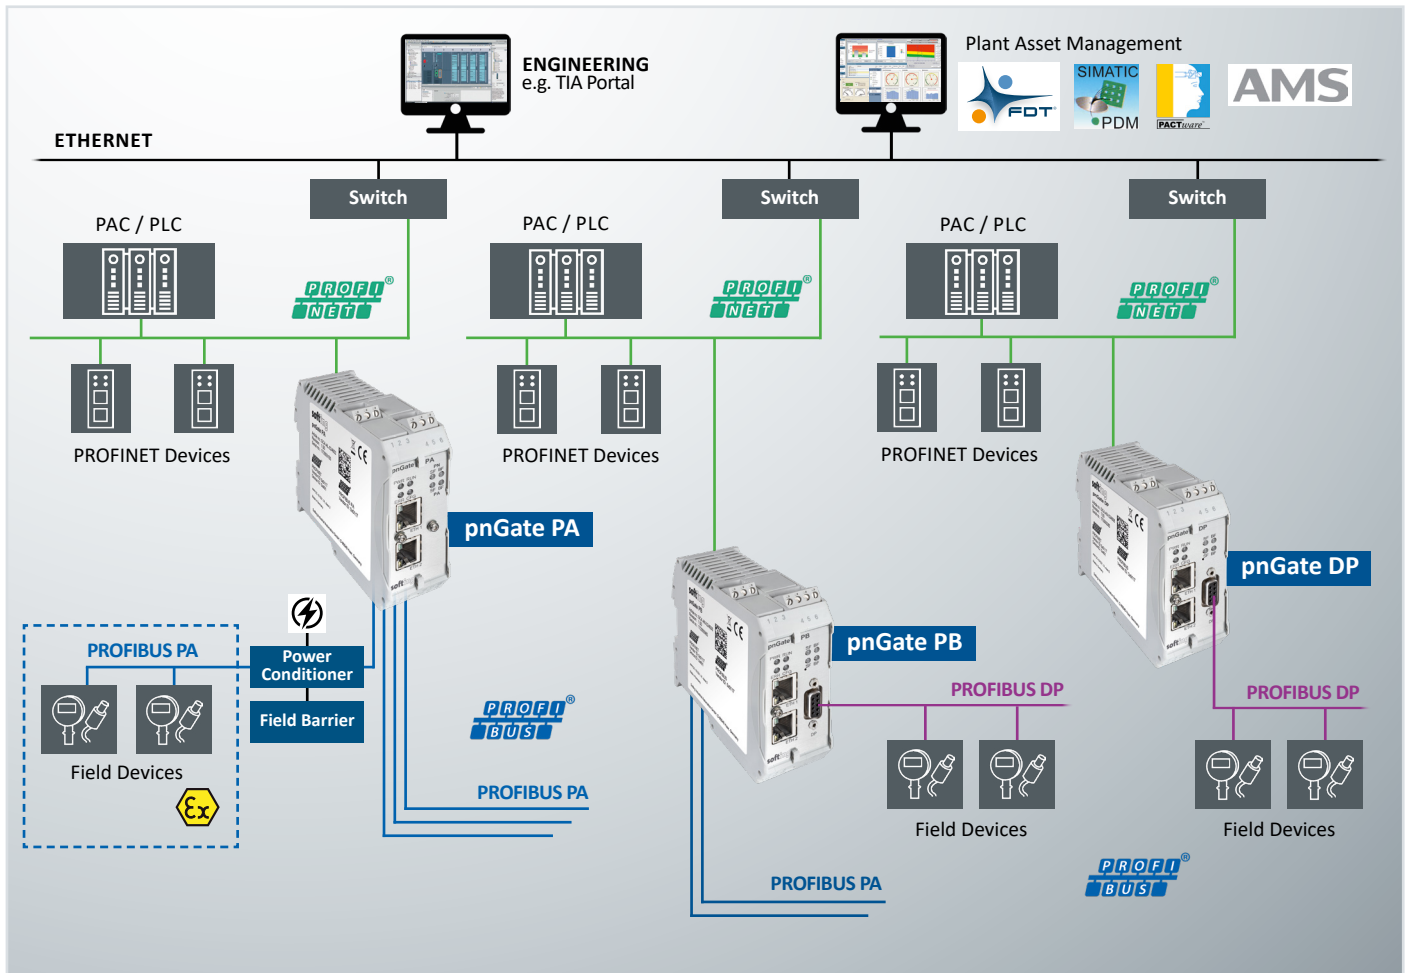 ENGINEERING
e.g. TIA Portal
Plant Asset Management
FDT®
SIMATIC
PDM
PACTware™
AMS
ETHERNET
Switch
Switch
Switch
PAC / PLC
PAC / PLC
PAC / PLC
PROFI®
NET
PROFI®
NET
PROFI®
NET
PROFINET Devices
PROFINET Devices
PROFINET Devices
pnGate PA
pnGate PB
pnGate DP
PROFIBUS PA
Power
Conditioner
Field Barrier
Field Devices
Ex
PROFI®
BUS
PROFIBUS PA
PROFIBUS DP
Field Devices
PROFIBUS DP
Field Devices
PROFIBUS PA
PROFI®
BUS